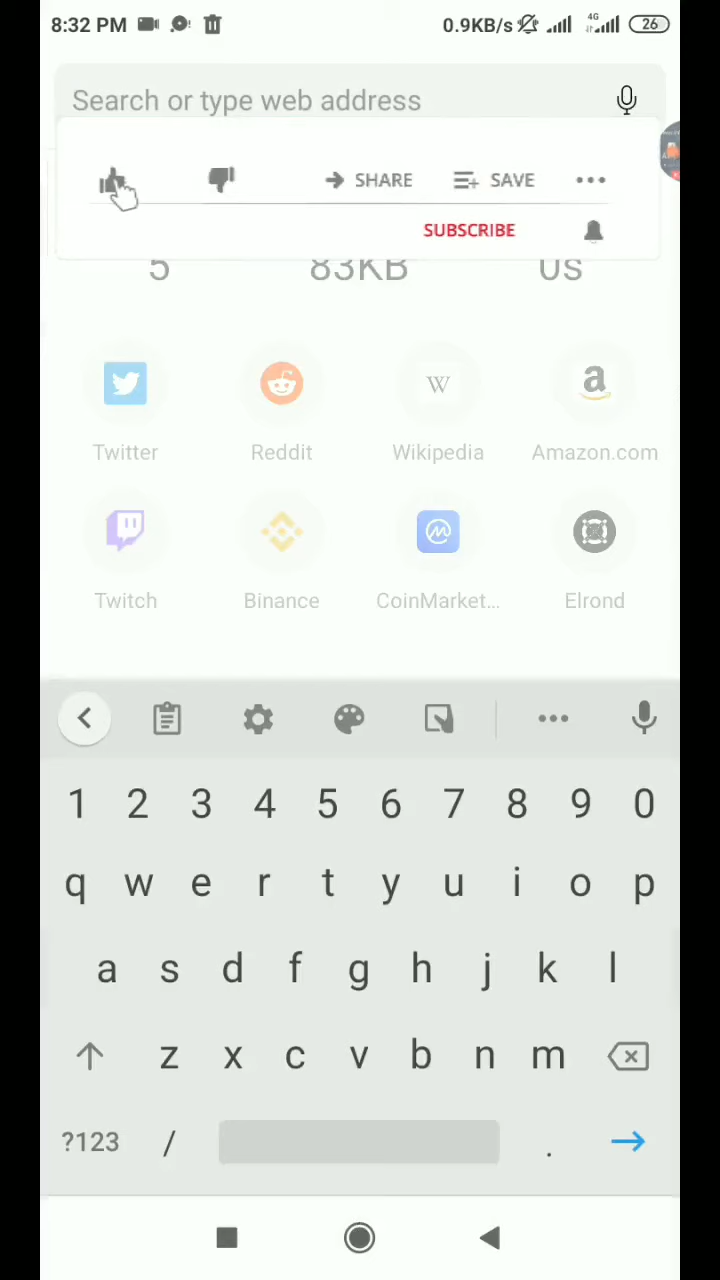 8:32 PM 0.9KB/s 4G 26
Search or type web address
SHARE SAVE
SUBSCRIBE
5 83KB 0s
Twitter Reddit Wikipedia Amazon.com
Twitch Binance CoinMarket... Elrond
1 2 3 4 5 6 7 8 9 0
q w e r t y u i o p
a s d f g h j k l
z x c v b n m
?123 / .